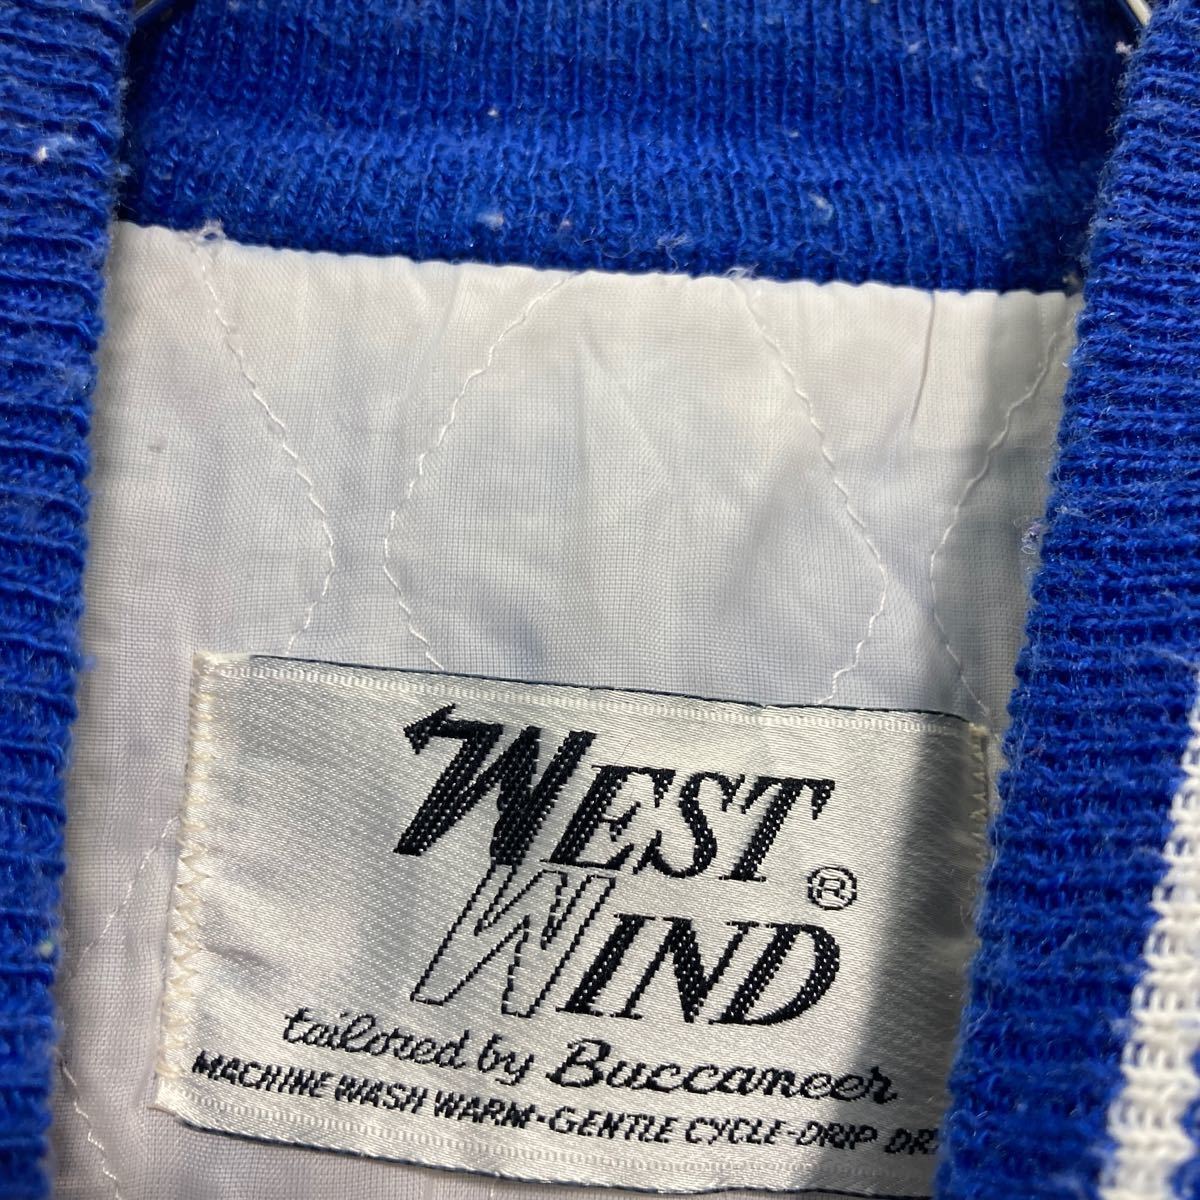 WEST
WIND ®
tailored by Buccaneer
MACHINE WASH WARM-GENTLE CYCLE-DRIP